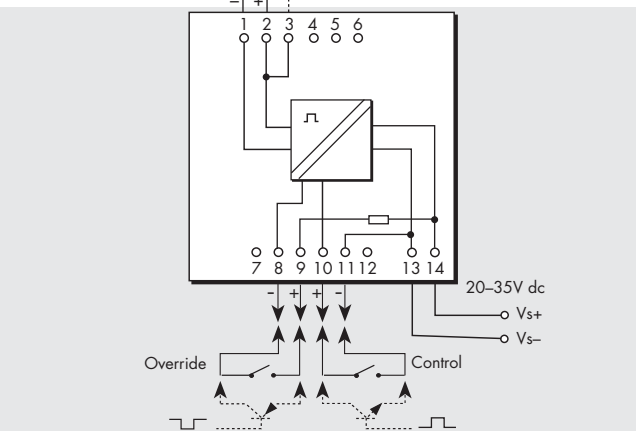 – +
1 2 3 4 5 6
7 8 9 10 11 12 13 14
- + + -
20–35V dc
Vs+
Vs–
Override
Control